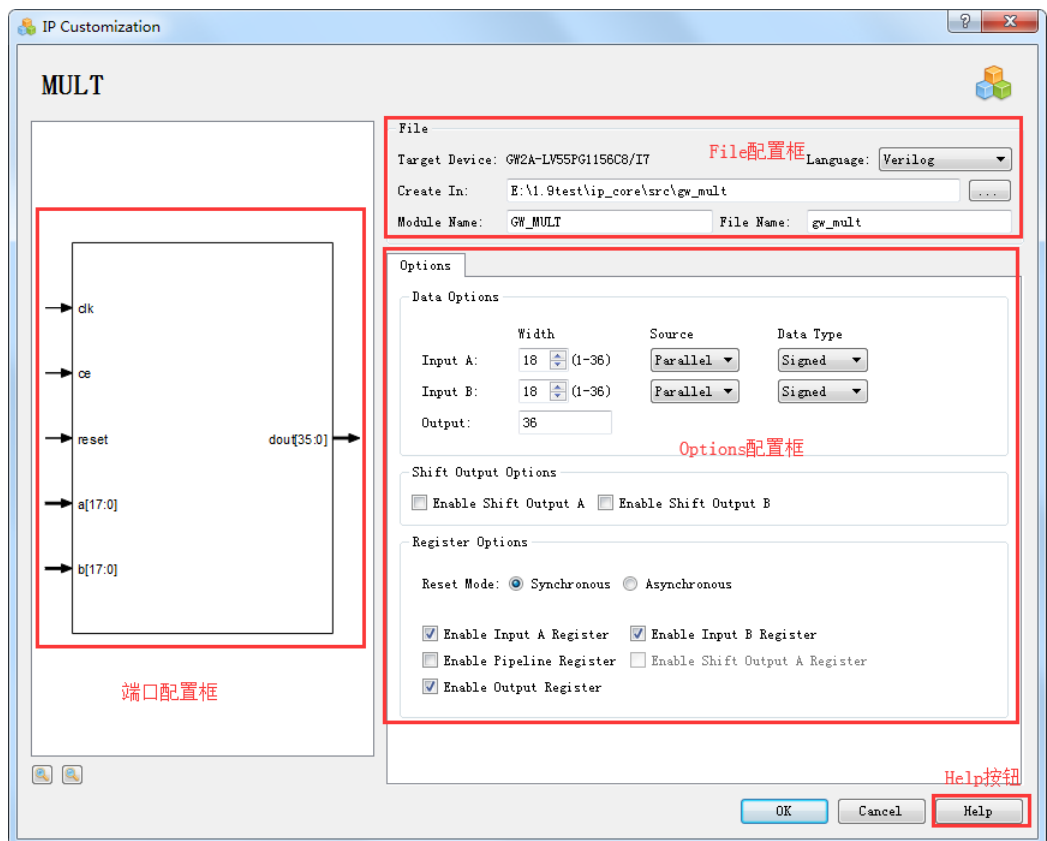 IP Customization
MULT
File
Target Device: GW2A-LV55PG1156C8/I7 File配置框 Language: Verilog
Create In: E:\1.9test\ip_core\src\gw_mult ...
Module Name: GW_MULT File Name: gw_mult
Options
Data Options
Width Source Data Type
Input A: 18 (1-36) Parallel Signed
Input B: 18 (1-36) Parallel Signed
Output: 36
Options配置框
Shift Output Options
Enable Shift Output A Enable Shift Output B
Register Options
Reset Mode: Synchronous Asynchronous
Enable Input A Register Enable Input B Register
Enable Pipeline Register Enable Shift Output A Register
Enable Output Register
clk
ce
reset dout[35:0]
a[17:0]
b[17:0]
端口配置框
Help按钮
OK Cancel Help